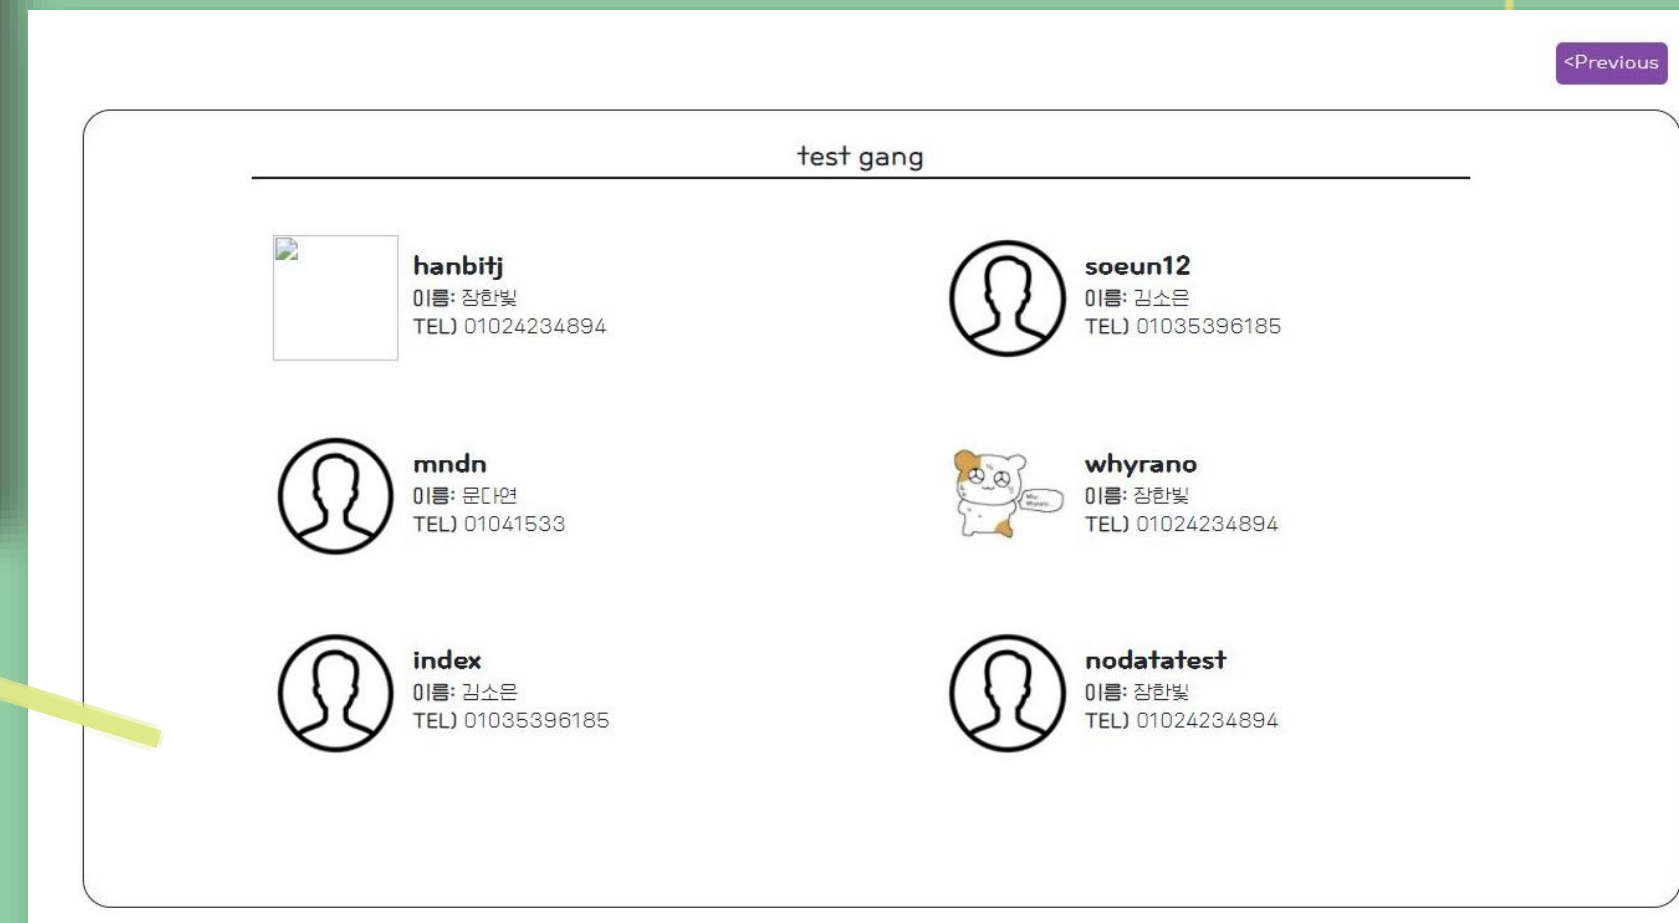 <Previous
test gang
hanbitj
이름: 장한빛
TEL) 01024234894
soeun12
이름: 김소은
TEL) 01035396185
mndn
이름: 문다연
TEL) 01041533
whyrano
이름: 장한빛
TEL) 01024234894
index
이름: 김소은
TEL) 01035396185
nodatatest
이름: 장한빛
TEL) 01024234894